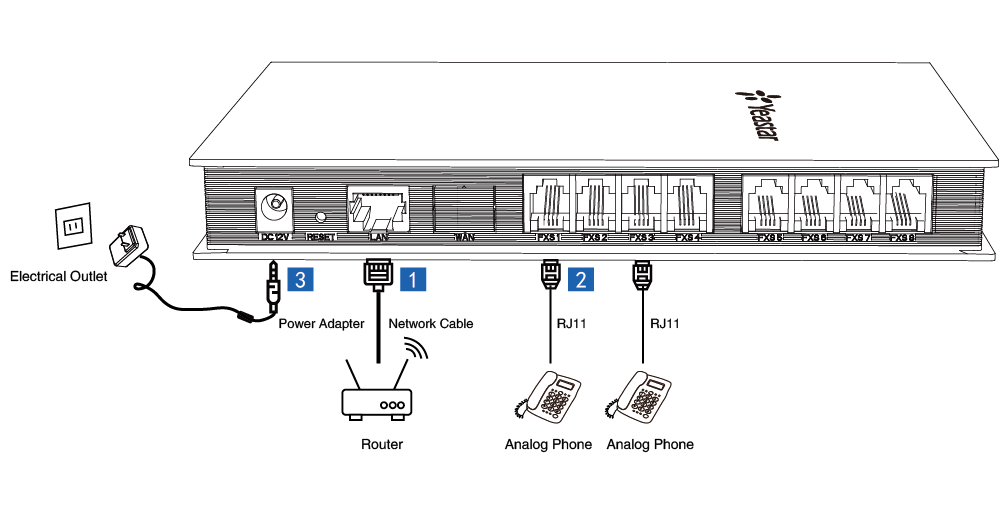 Yeastar
DC 12V
RESET
LAN
WAN
FXS 1
FXS 2
FXS 3
FXS 4
FXS 5
FXS 6
FXS 7
FXS 8
3
1
2
Electrical Outlet
Power Adapter
Network Cable
RJ11
RJ11
Router
Analog Phone
Analog Phone